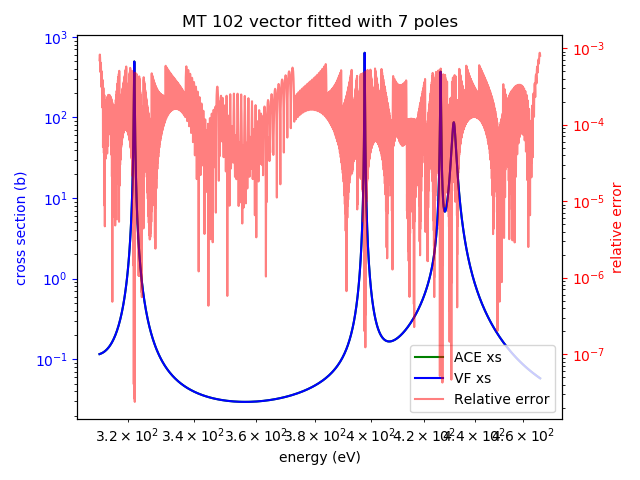 MT 102 vector fitted with 7 poles
cross section (b)
10³
10²
10¹
10⁰
10⁻¹
relative error
10⁻³
10⁻⁴
10⁻⁵
10⁻⁶
10⁻⁷
ACE xs
VF xs
Relative error
3.2 × 10² 3.4 × 10² 3.6 × 10² 3.8 × 10² 4 × 10² 4.2 × 10² 4.4 × 10² 4.6 × 10²
energy (eV)